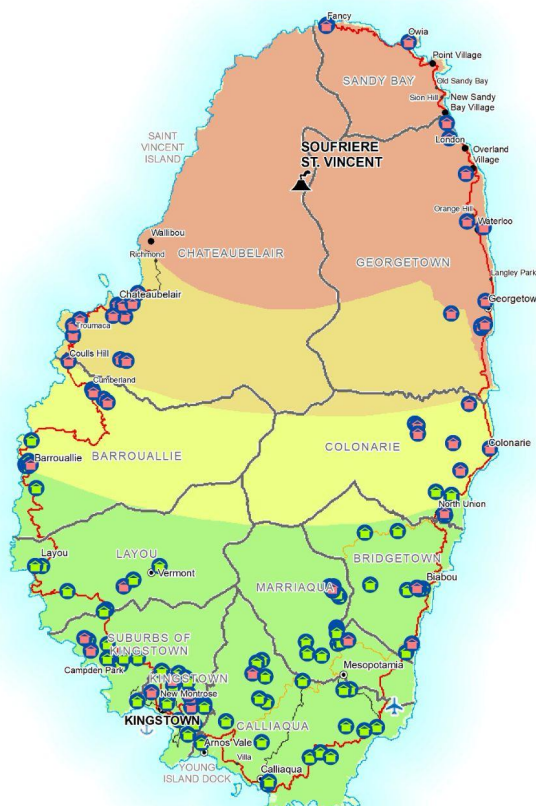 Fancy
Owia
Point Village
Old Sandy Bay
SANDY BAY
Sion Hill
New Sandy
Bay Village
SAINT
VINCENT
ISLAND
SOUFRIERE
ST. VINCENT
London
Overland
Village
Orange Hill
Waterloo
Wallibou
Richmond
CHATEAUBELAIR
GEORGETOWN
Langley Park
Chateaubelair
Georgetow
Troumaca
Coulls Hill
Cumberland
COLONARIE
Colonarie
BARROUALLIE
Barrouallie
North Union
LAYOU
Layou
Vermont
BRIDGETOWN
MARRIAQUA
Biabou
SUBURBS OF
KINGSTOWN
Campden Park
Mesopotamia
KINGSTOWN
New Montrose
KINGSTOWN
CALLIAQUA
Arnos Vale
Villa
YOUNG
ISLAND DOCK
Calliaqua